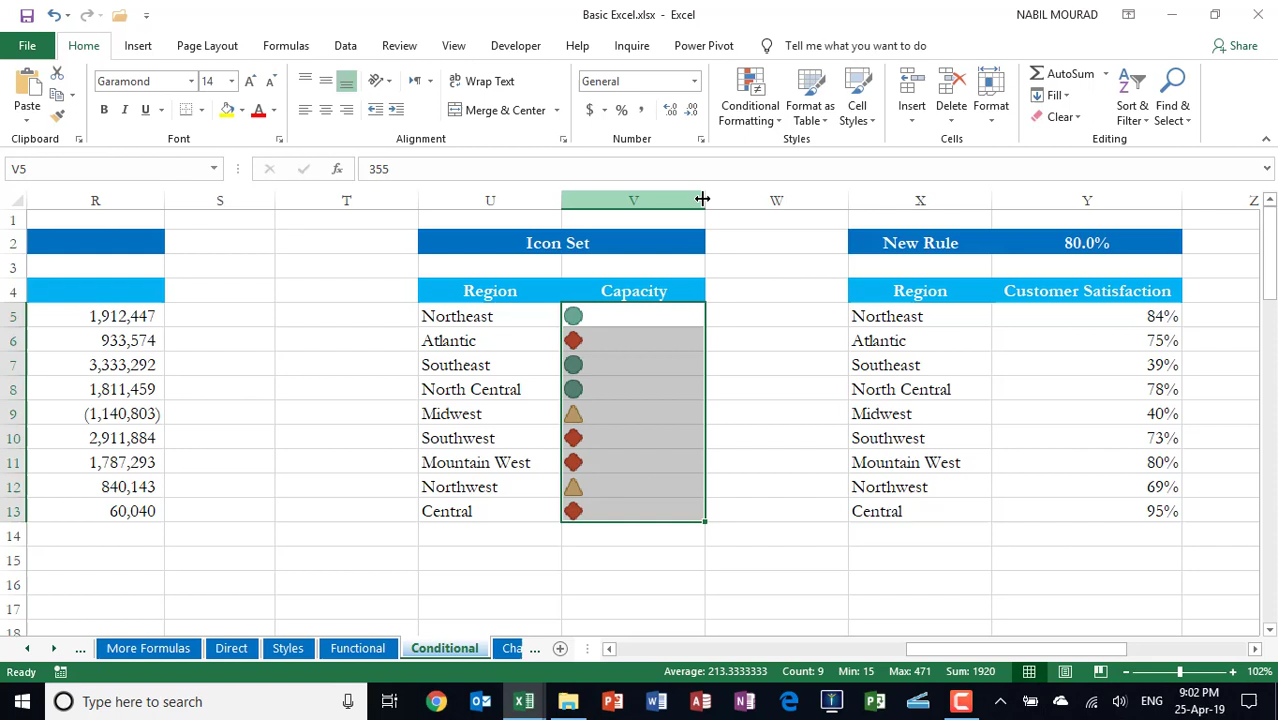 Basic Excel.xlsx - Excel
NABIL MOURAD
File Home Insert Page Layout Formulas Data Review View Developer Help Inquire Power Pivot Tell me what you want to do Share
Paste
Garamond 14
B I U A
Wrap Text
Merge & Center
General
$ % ,
Conditional Formatting
Format as Table
Cell Styles
Insert
Delete
Format
AutoSum
Fill
Clear
Sort & Filter
Find & Select
Clipboard Font Alignment Number Styles Cells Editing
V5 fx 355
R S T U V W X Y Z
1
2 Icon Set New Rule 80.0%
3
4 Region Capacity Region Customer Satisfaction
5 1,912,447 Northeast Northeast 84%
6 933,574 Atlantic Atlantic 75%
7 3,333,292 Southeast Southeast 39%
8 1,811,459 North Central North Central 78%
9 (1,140,803) Midwest Midwest 40%
10 2,911,884 Southwest Southwest 73%
11 1,787,293 Mountain West Mountain West 80%
12 840,143 Northwest Northwest 69%
13 60,040 Central Central 95%
14
15
16
17
18
... More Formulas Direct Styles Functional Conditional Cha ...
Ready Average: 213.3333333 Count: 9 Min: 15 Max: 471 Sum: 1920 102%
Type here to search
ENG
9:02 PM
25-Apr-19